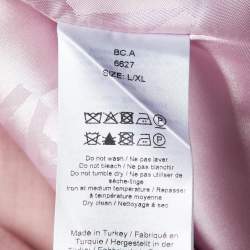 BC.A
6627
SIZE: L/XL
Do not wash / Ne pas laver
Do not bleach / Ne pas blanchir
Do not tumble dry / Ne pas utiliser de
sèche-linge
Iron at medium temperature / Repasser
à température moyenne
Dry clean / Nettoyez à sec
Made in Turkey / Fabriqué en
Turquie / Hergestellt in der